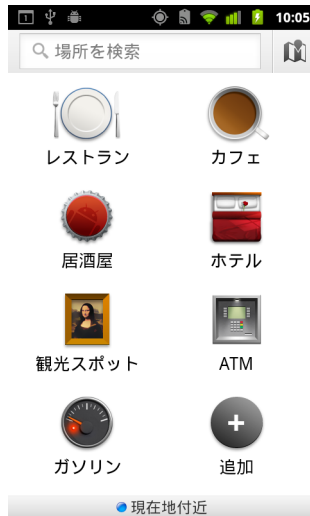 1 10:05
場所を検索
レストラン カフェ
居酒屋 ホテル
観光スポット ATM
ガソリン 追加
現在地付近